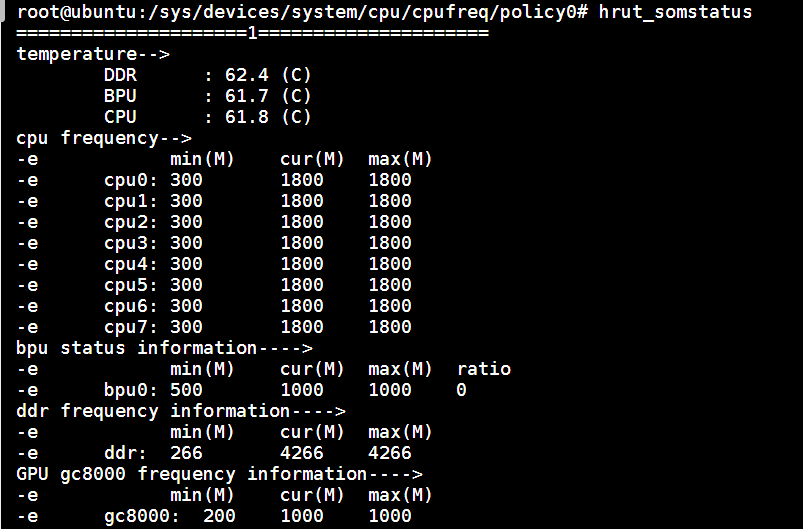 root@ubuntu:/sys/devices/system/cpu/cpufreq/policy0# hrut_somstatus
=====================1=====================
temperature-->
        DDR      : 62.4 (C)
        BPU      : 61.7 (C)
        CPU      : 61.8 (C)
cpu frequency-->
-e            min(M)    cur(M)  max(M)
-e      cpu0: 300       1800    1800
-e      cpu1: 300       1800    1800
-e      cpu2: 300       1800    1800
-e      cpu3: 300       1800    1800
-e      cpu4: 300       1800    1800
-e      cpu5: 300       1800    1800
-e      cpu6: 300       1800    1800
-e      cpu7: 300       1800    1800
bpu status information---->
-e            min(M)    cur(M)  max(M)  ratio
-e      bpu0: 500       1000    1000    0
ddr frequency information---->
-e            min(M)    cur(M)  max(M)
-e      ddr:  266       4266    4266
GPU gc8000 frequency information---->
-e            min(M)    cur(M)  max(M)
-e      gc8000:  200    1000    1000